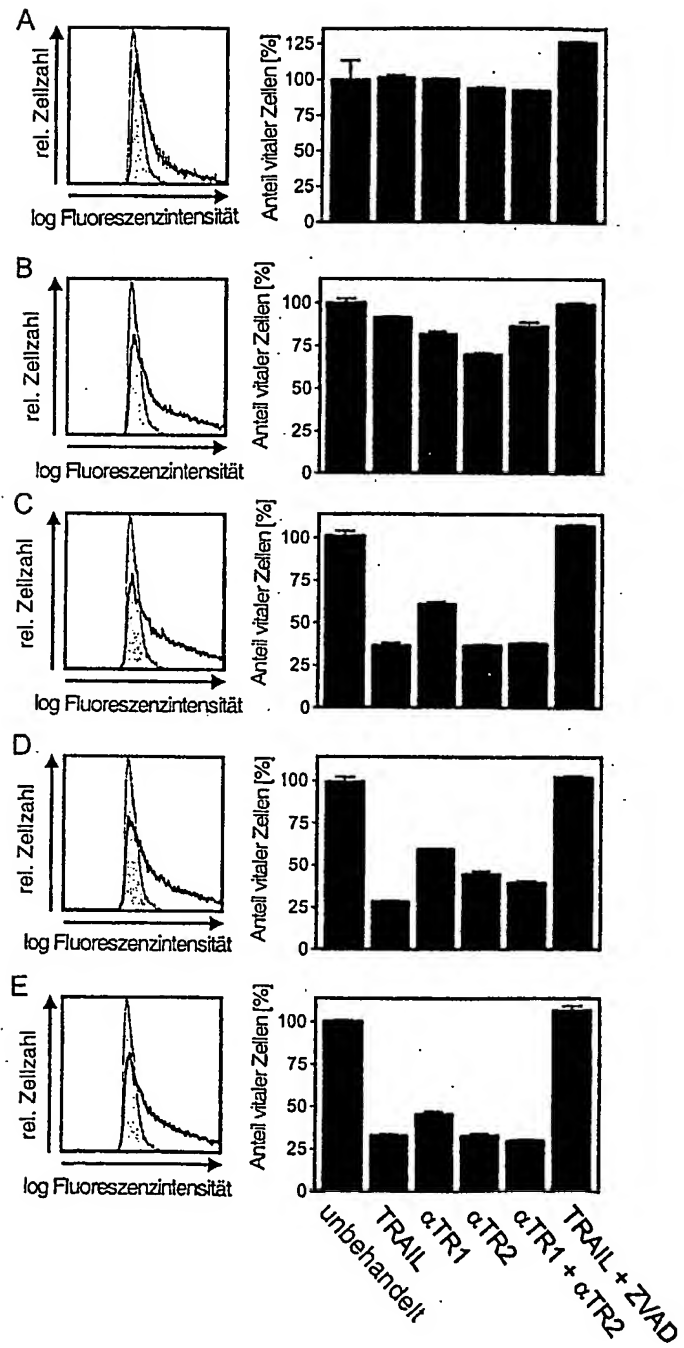 A
rel. Zellzahl
log Fluoreszenzintensität
Anteil vitaler Zellen [%]
125
100
75
50
25
0
B
rel. Zellzahl
log Fluoreszenzintensität
Anteil vitaler Zellen [%]
100
75
50
25
0
C
rel. Zellzahl
log Fluoreszenzintensität
Anteil vitaler Zellen [%]
100
75
50
25
0
D
rel. Zellzahl
log Fluoreszenzintensität
Anteil vitaler Zellen [%]
100
75
50
25
0
E
rel. Zellzahl
log Fluoreszenzintensität
Anteil vitaler Zellen [%]
100
75
50
25
0
unbehandelt
TRAIL
αTR1
αTR2
αTR1 + αTR2
TRAIL + ZVAD